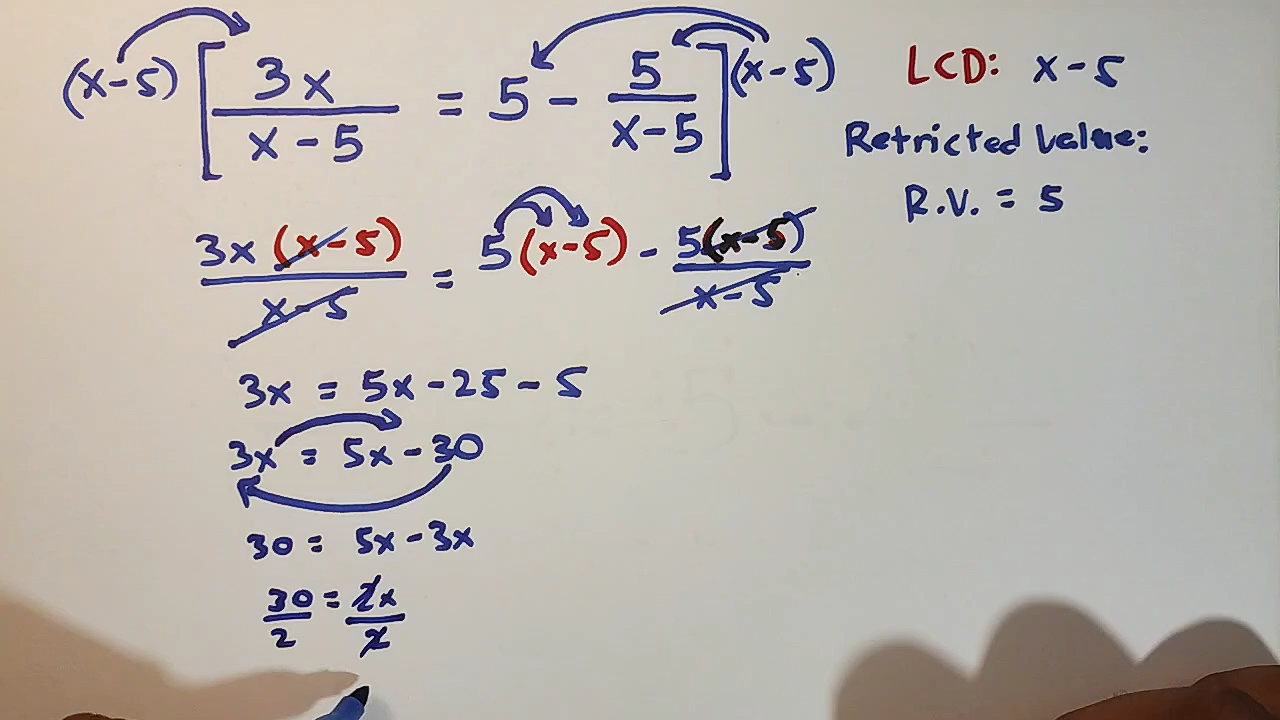 (x-5) [3x/(x-5) = 5 - 5/(x-5)] (x-5)
LCD: x-5
Retricted Value:
R.V. = 5
3x(x-5)/(x-5) = 5(x-5) - 5(x-5)/(x-5)
3x = 5x-25-5
3x = 5x-30
30 = 5x-3x
30/2 = 2x/2